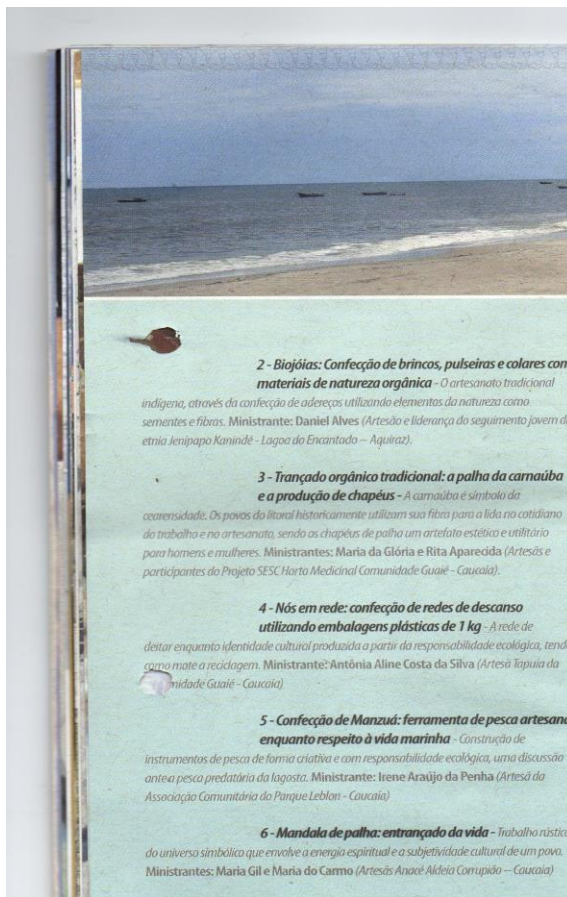 2 - Biojóias: Confecção de brincos, pulseiras e colares com
materiais de natureza orgânica - O artesanato tradicional
indígena, através da confecção de adereços utilizando elementos da natureza como
sementes e fibras. Ministrante: Daniel Alves (Artesão e liderança do seguimento jovem da
etnia Jenipapo Kanindé - Lagoa do Encantado – Aquiraz).
3 - Trançado orgânico tradicional: a palha da carnaúba
e a produção de chapéus - A carnaúba é símbolo da
cearensidade. Os povos do litoral historicamente utilizam sua fibra para a lida no cotidiano
do trabalho e no artesanato, sendo os chapéus de palha um artefato estético e utilitário
para homens e mulheres. Ministrantes: Maria da Glória e Rita Aparecida (Artesãs e
participantes do Projeto SESC Horto Medicinal Comunidade Guaié - Caucaia).
4 - Nós em rede: confecção de redes de descanso
utilizando embalagens plásticas de 1 kg - A rede de
deitar enquanto identidade cultural produzida a partir da responsabilidade ecológica, tend
como mote a reciclagem. Ministrante: Antônia Aline Costa da Silva (Artesã Tapuia da
midade Guaié - Caucaia)
5 - Confecção de Manzuá: ferramenta de pesca artesana
enquanto respeito à vida marinha - Construção de
instrumentos de pesca de forma criativa e com responsabilidade ecológica, uma discussão
ante a pesca predatória da lagosta. Ministrante: Irene Araújo da Penha (Artesã da
Associação Comunitária do Parque Leblon - Caucaia)
6 - Mandala de palha: entrançado da vida - Trabalho rústic
do universo simbólico que envolve a energia espiritual e a subjetividade cultural de um povo.
Ministrantes: Maria Gil e Maria do Carmo (Artesãs Anacé Aldeia Corrupião – Caucaia)